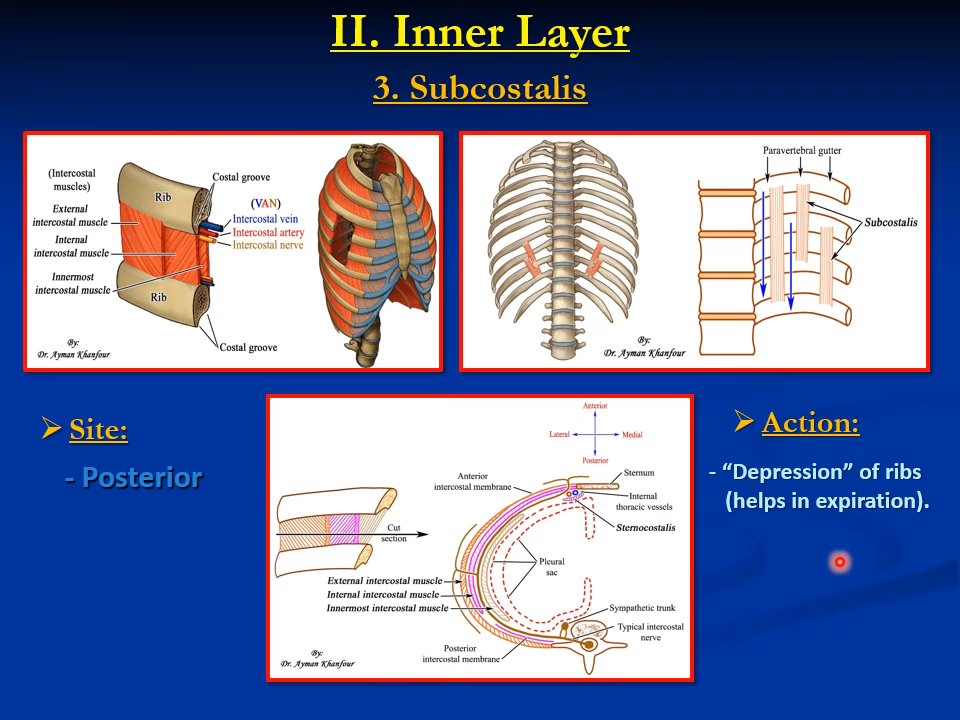 II. Inner Layer
3. Subcostalis
(Intercostal
muscles)
External
intercostal muscle
Internal
intercostal muscle
Innermost
intercostal muscle
Rib
Rib
Costal groove
(VAN)
Intercostal vein
Intercostal artery
Intercostal nerve
Costal groove
By:
Dr. Ayman Khanfour
Paravertebral gutter
Subcostalis
By:
Dr. Ayman Khanfour
➢ Site:
- Posterior
Anterior
Lateral
Medial
Posterior
Anterior
intercostal membrane
Sternum
Internal
thoracic vessels
Sternocostalis
Cut
section
Pleural
sac
External intercostal muscle
Internal intercostal muscle
Innermost intercostal muscle
Sympathetic trunk
Typical intercostal
nerve
Posterior
intercostal membrane
By:
Dr. Ayman Khanfour
➢ Action:
- “Depression” of ribs
(helps in expiration).